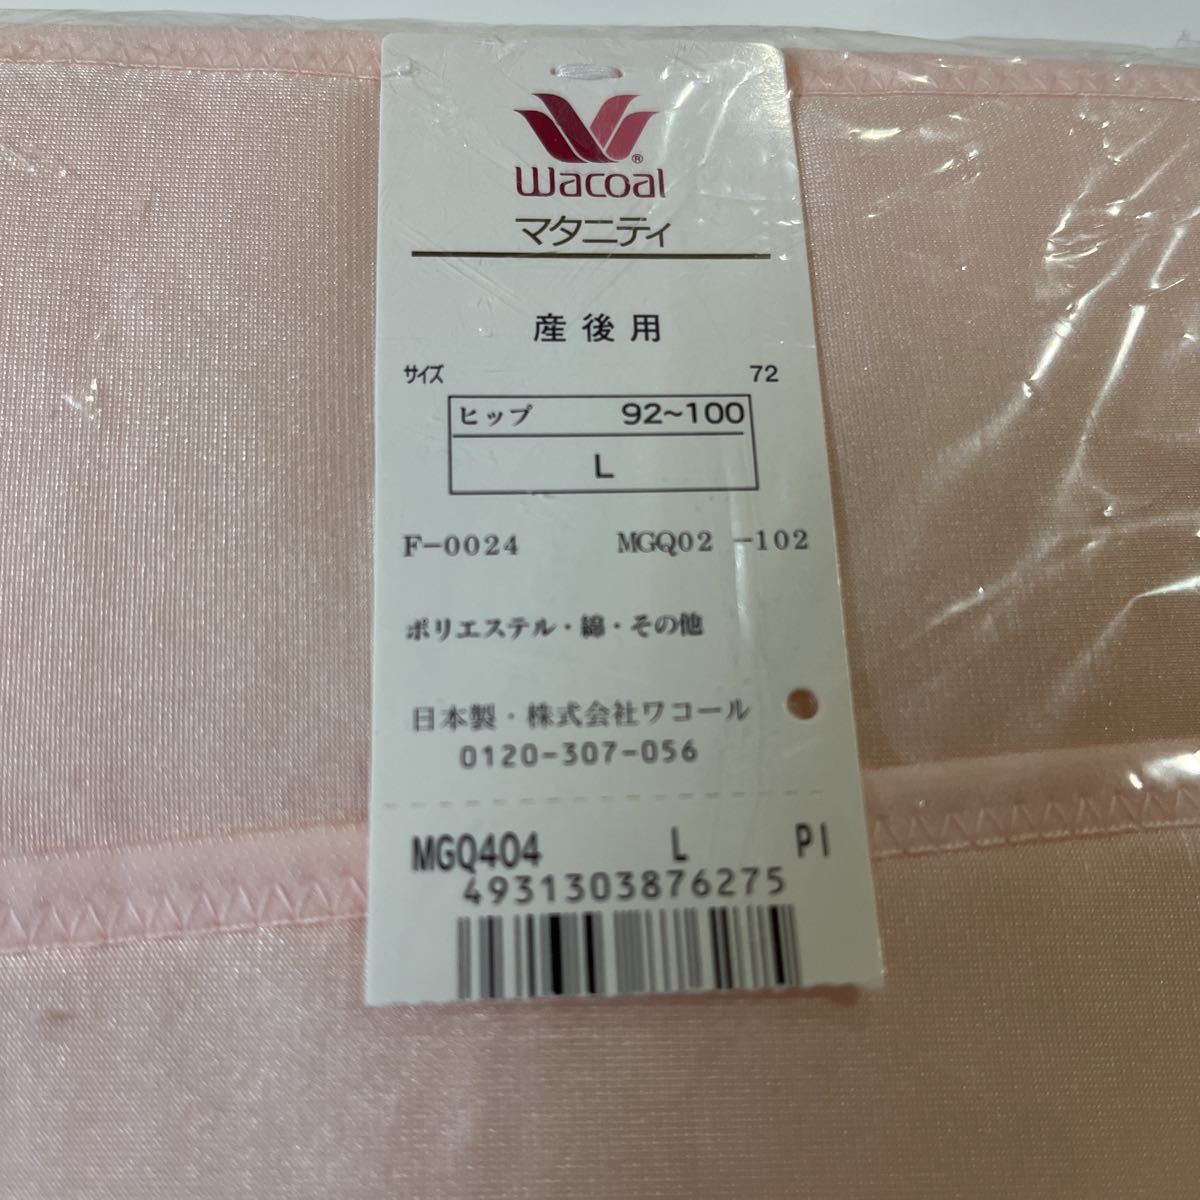 Wacoal®
マタニティ
産後用
サイズ 72
ヒップ 92~100
L
F-0024 MGQ02 -102
ポリエステル・綿・その他
日本製・株式会社ワコール
0120-307-056
MGQ404 L PI
4931303876275